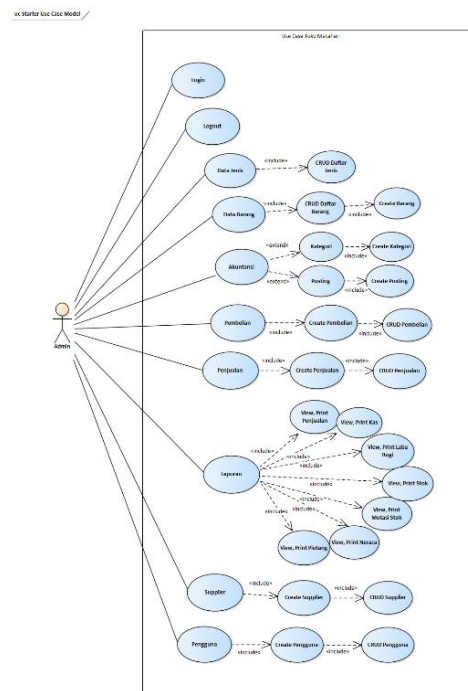 uc Starter Use Case Model
Use Case Toko Matahari
Login
Logout
Data Jenis
«include»
CRUD Daftar
Jenis
Data Barang
«include»
CRUD Daftar
Barang
«include»
Create Barang
Akuntansi
«extend»
Kategori
«include»
Create Kategori
«extend»
Posting
«include»
Create Posting
Admin
Pembelian
«include»
Create Pembelian
«include»
CRUD Pembelian
Penjualan
«include»
Create Penjualan
«include»
CRUD Penjualan
Laporan
«include»
View, Print
Penjualan
«include»
View, Print Kas
«include»
View, Print Laba
Rugi
«include»
View, Print Stok
«include»
View, Print
Mutasi Stok
«include»
View, Print Neraca
«include»
View, Print Piutang
Supplier
«include»
Create Supplier
«include»
CRUD Supplier
Pengguna
«include»
Create Pengguna
«include»
CRUD Pengguna